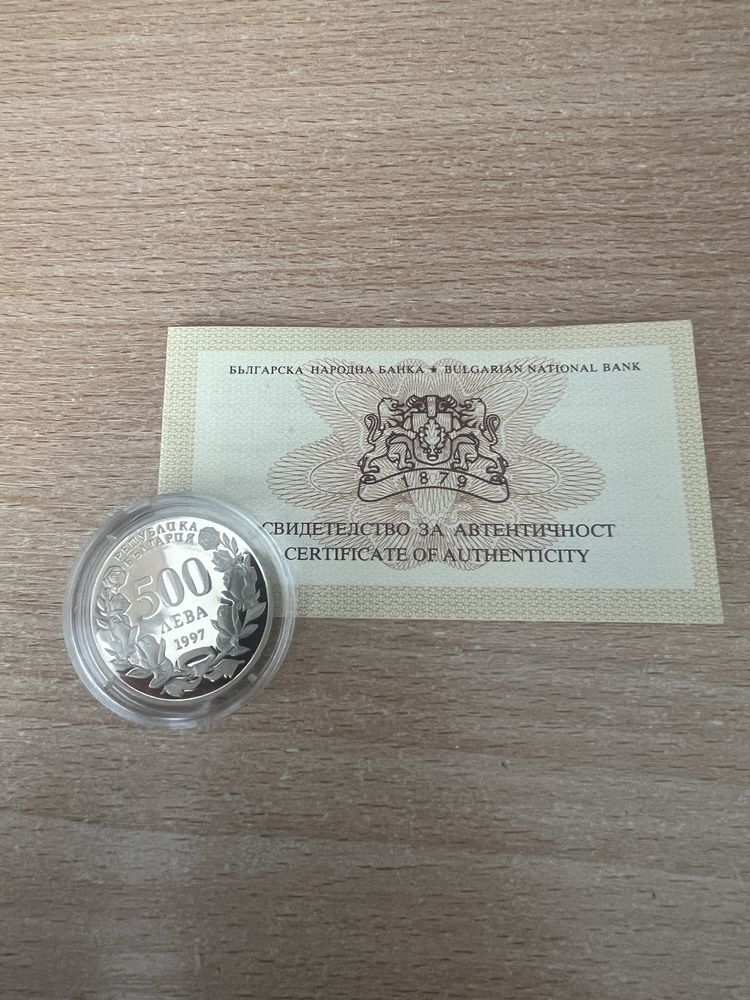 БЪЛГАРСКА НАРОДНА БАНКА ★ BULGARIAN NATIONAL BANK
1879
СВИДЕТЕЛСТВО ЗА АВТЕНТИЧНОСТ
CERTIFICATE OF AUTHENTICITY
РЕПУБЛИКА
БЪЛГАРИЯ
500
ЛЕВА
1997